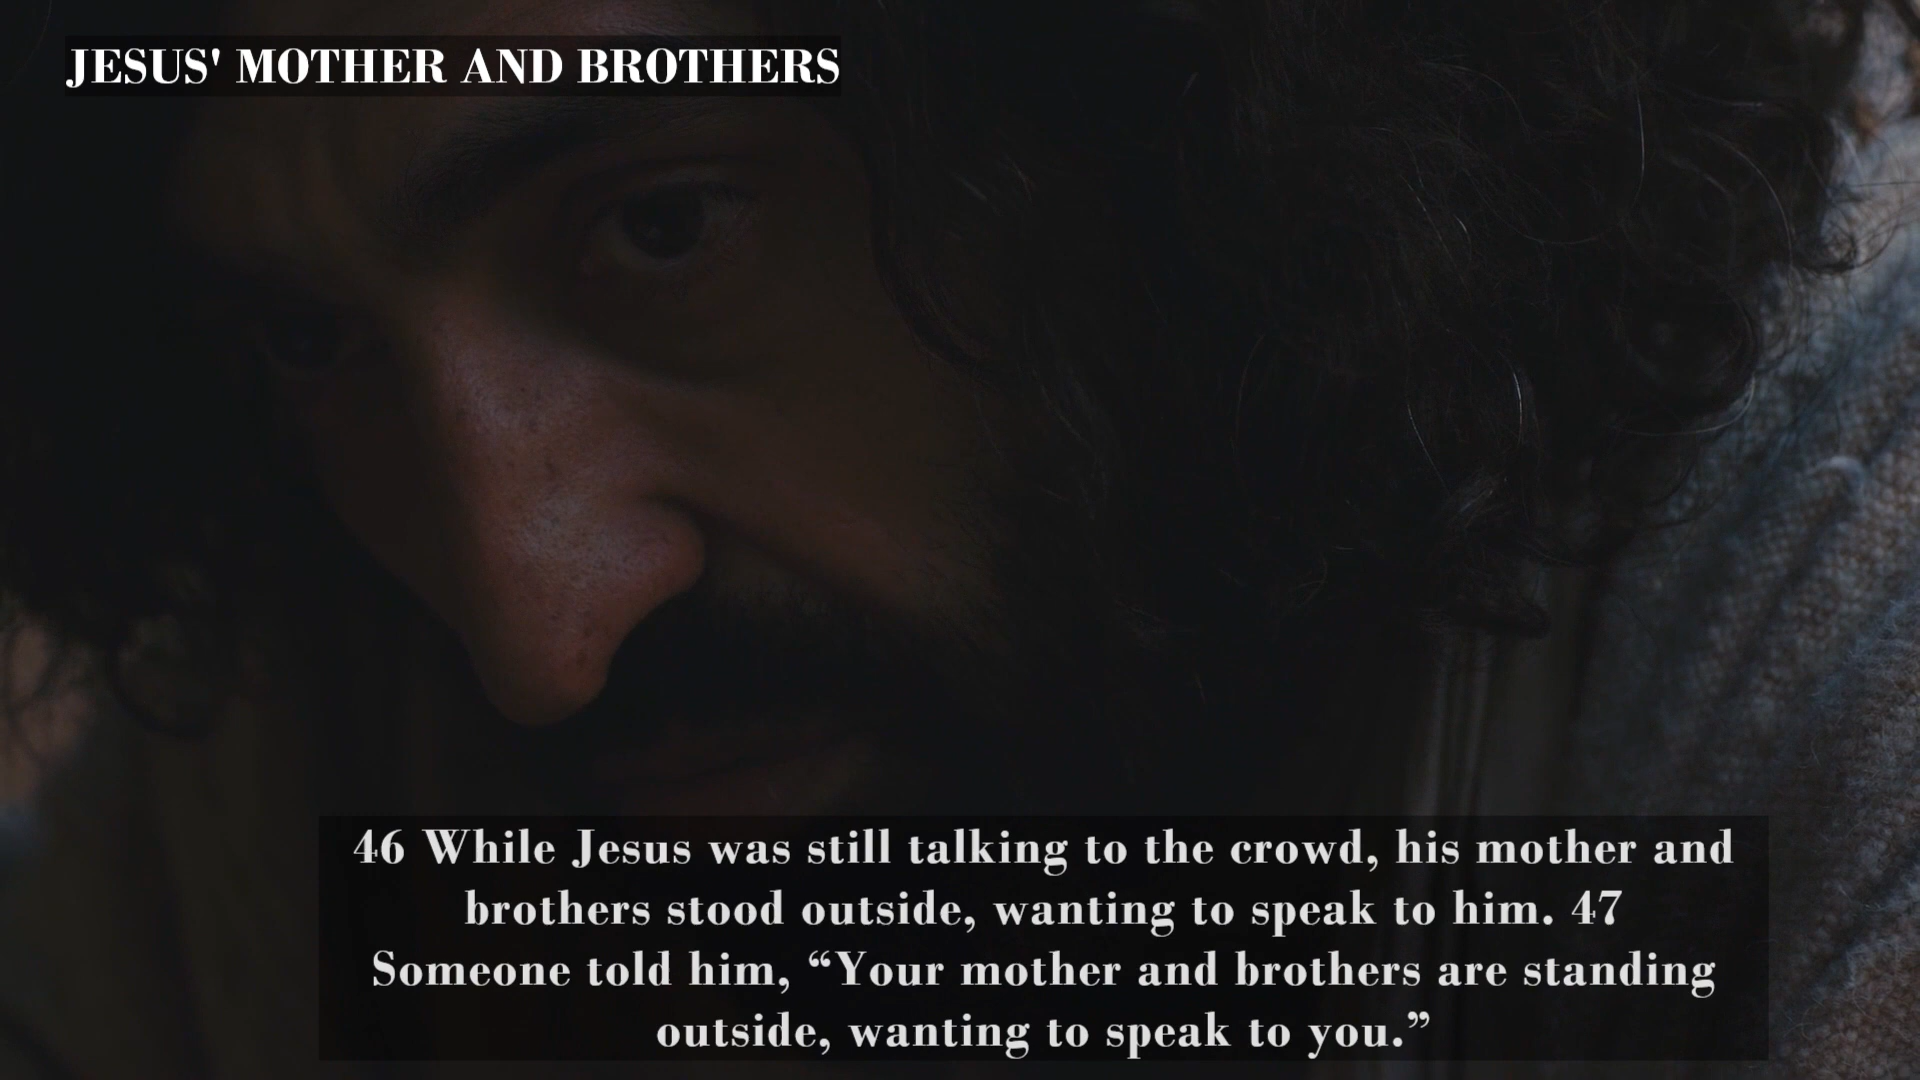 JESUS' MOTHER AND BROTHERS
46 While Jesus was still talking to the crowd, his mother and
brothers stood outside, wanting to speak to him. 47
Someone told him, “Your mother and brothers are standing
outside, wanting to speak to you.”